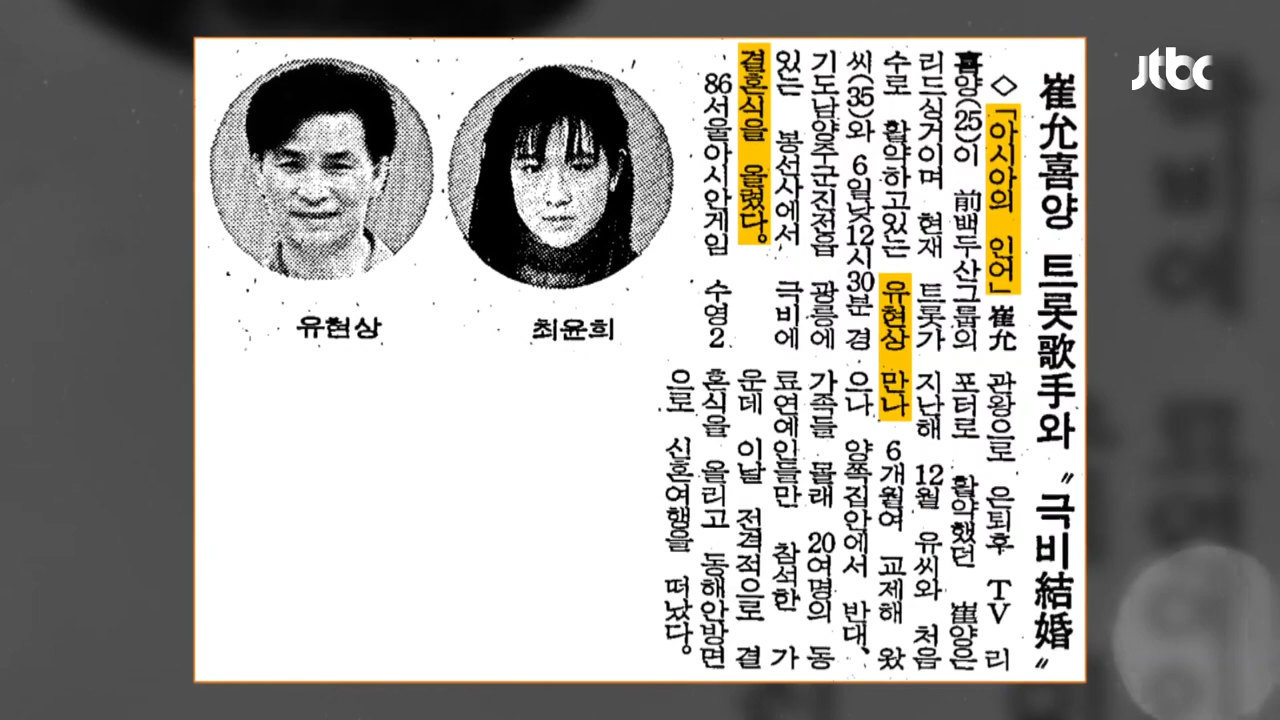 jtbc
崔允喜양 트롯歌手와 〃극비結婚〃
◇「아시아의 인어」崔允
喜양(25)이 前백두산그룹의
리드싱거이며 현재 트롯가
수로 활약하고있는 유현상
씨(35)와 6일낮12시30분 경
기도남양주군진전읍 광릉에
있는 봉선사에서 극비에
결혼식을 올렸다.
86서울아시안게임 수영2
관왕으로 은퇴후 TV 리
포터로 활약했던 崔양은
지난해 12월 유씨와 처음
만나 6개월여 교제해 왔
으나 양쪽집안에서 반대,
가족들 몰래 20여명의 동
료연예인들만 참석한 가
운데 이날 전격적으로 결
혼식을 올리고 동해안방면
으로 신혼여행을 떠났다.
유현상
최윤희